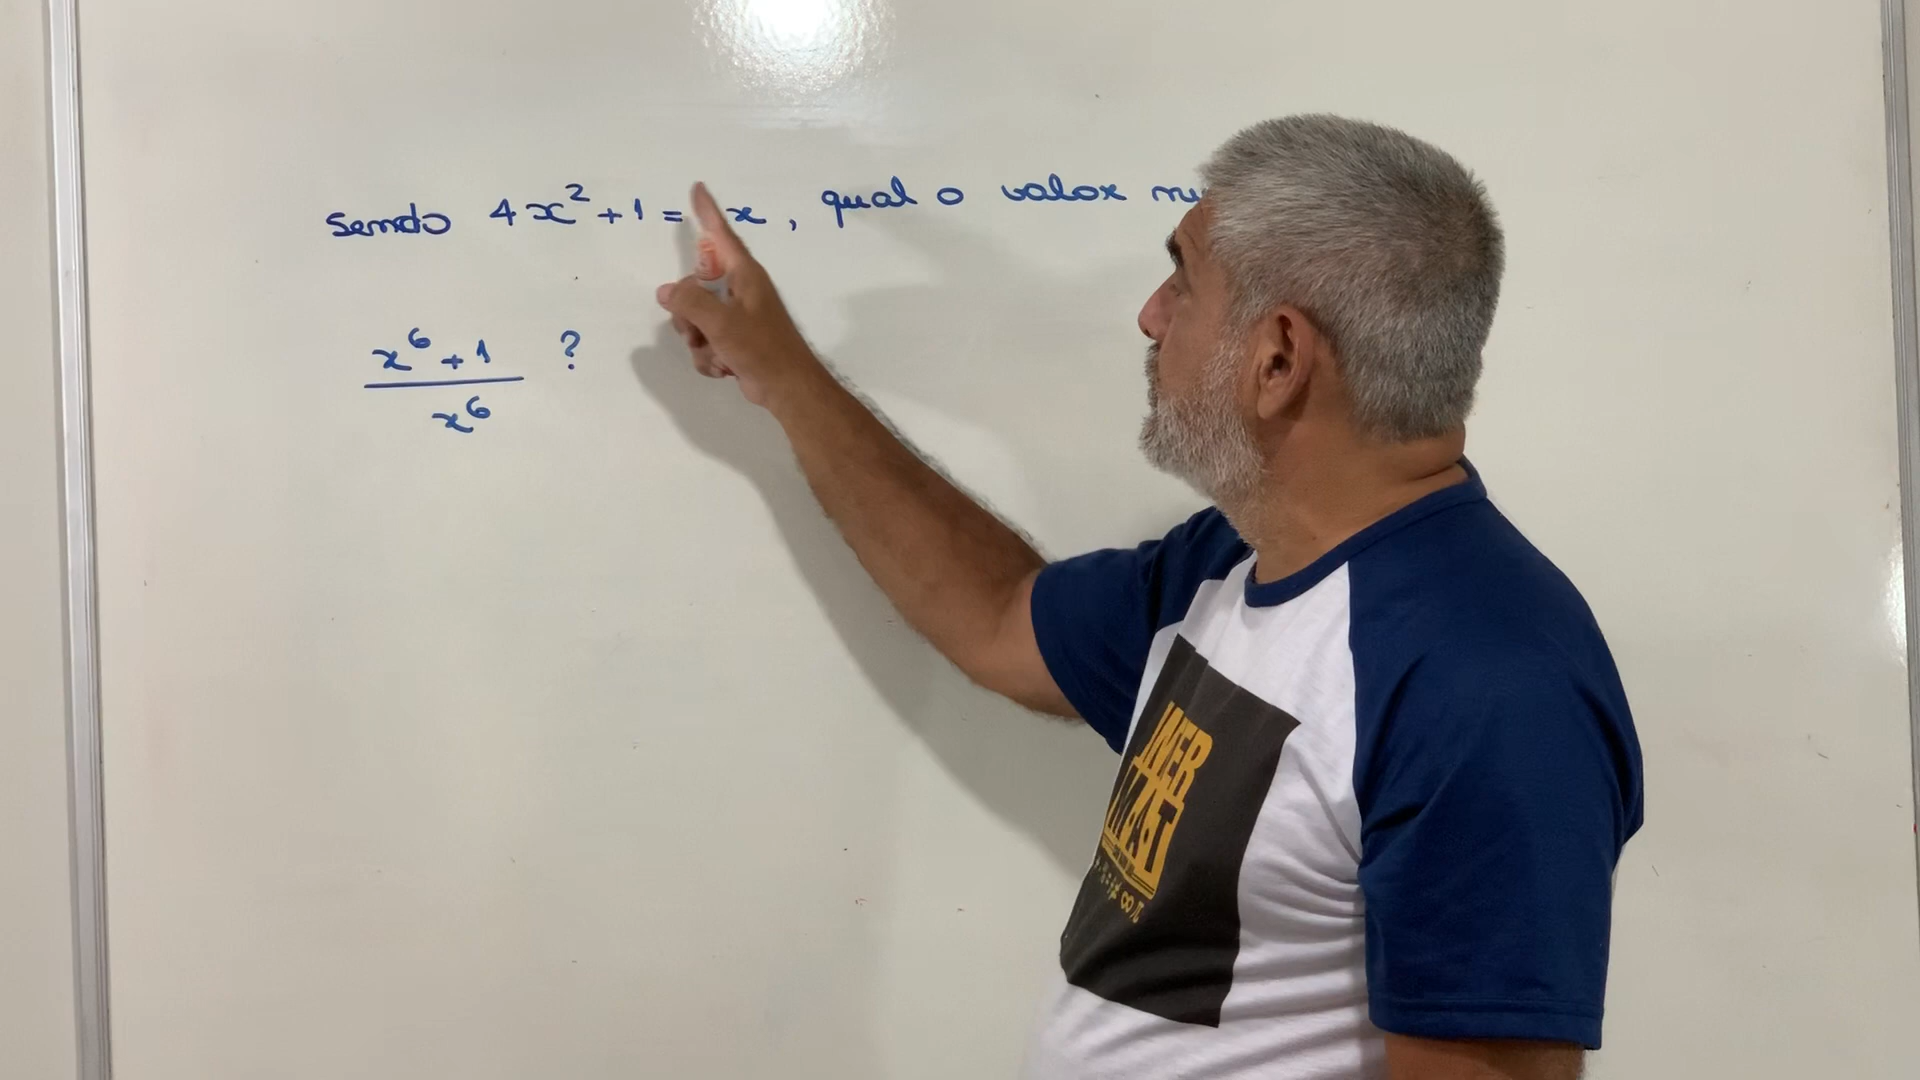 sendo 4x² + 1 = x, qual o valor
x⁶ + 1 ?
x⁶